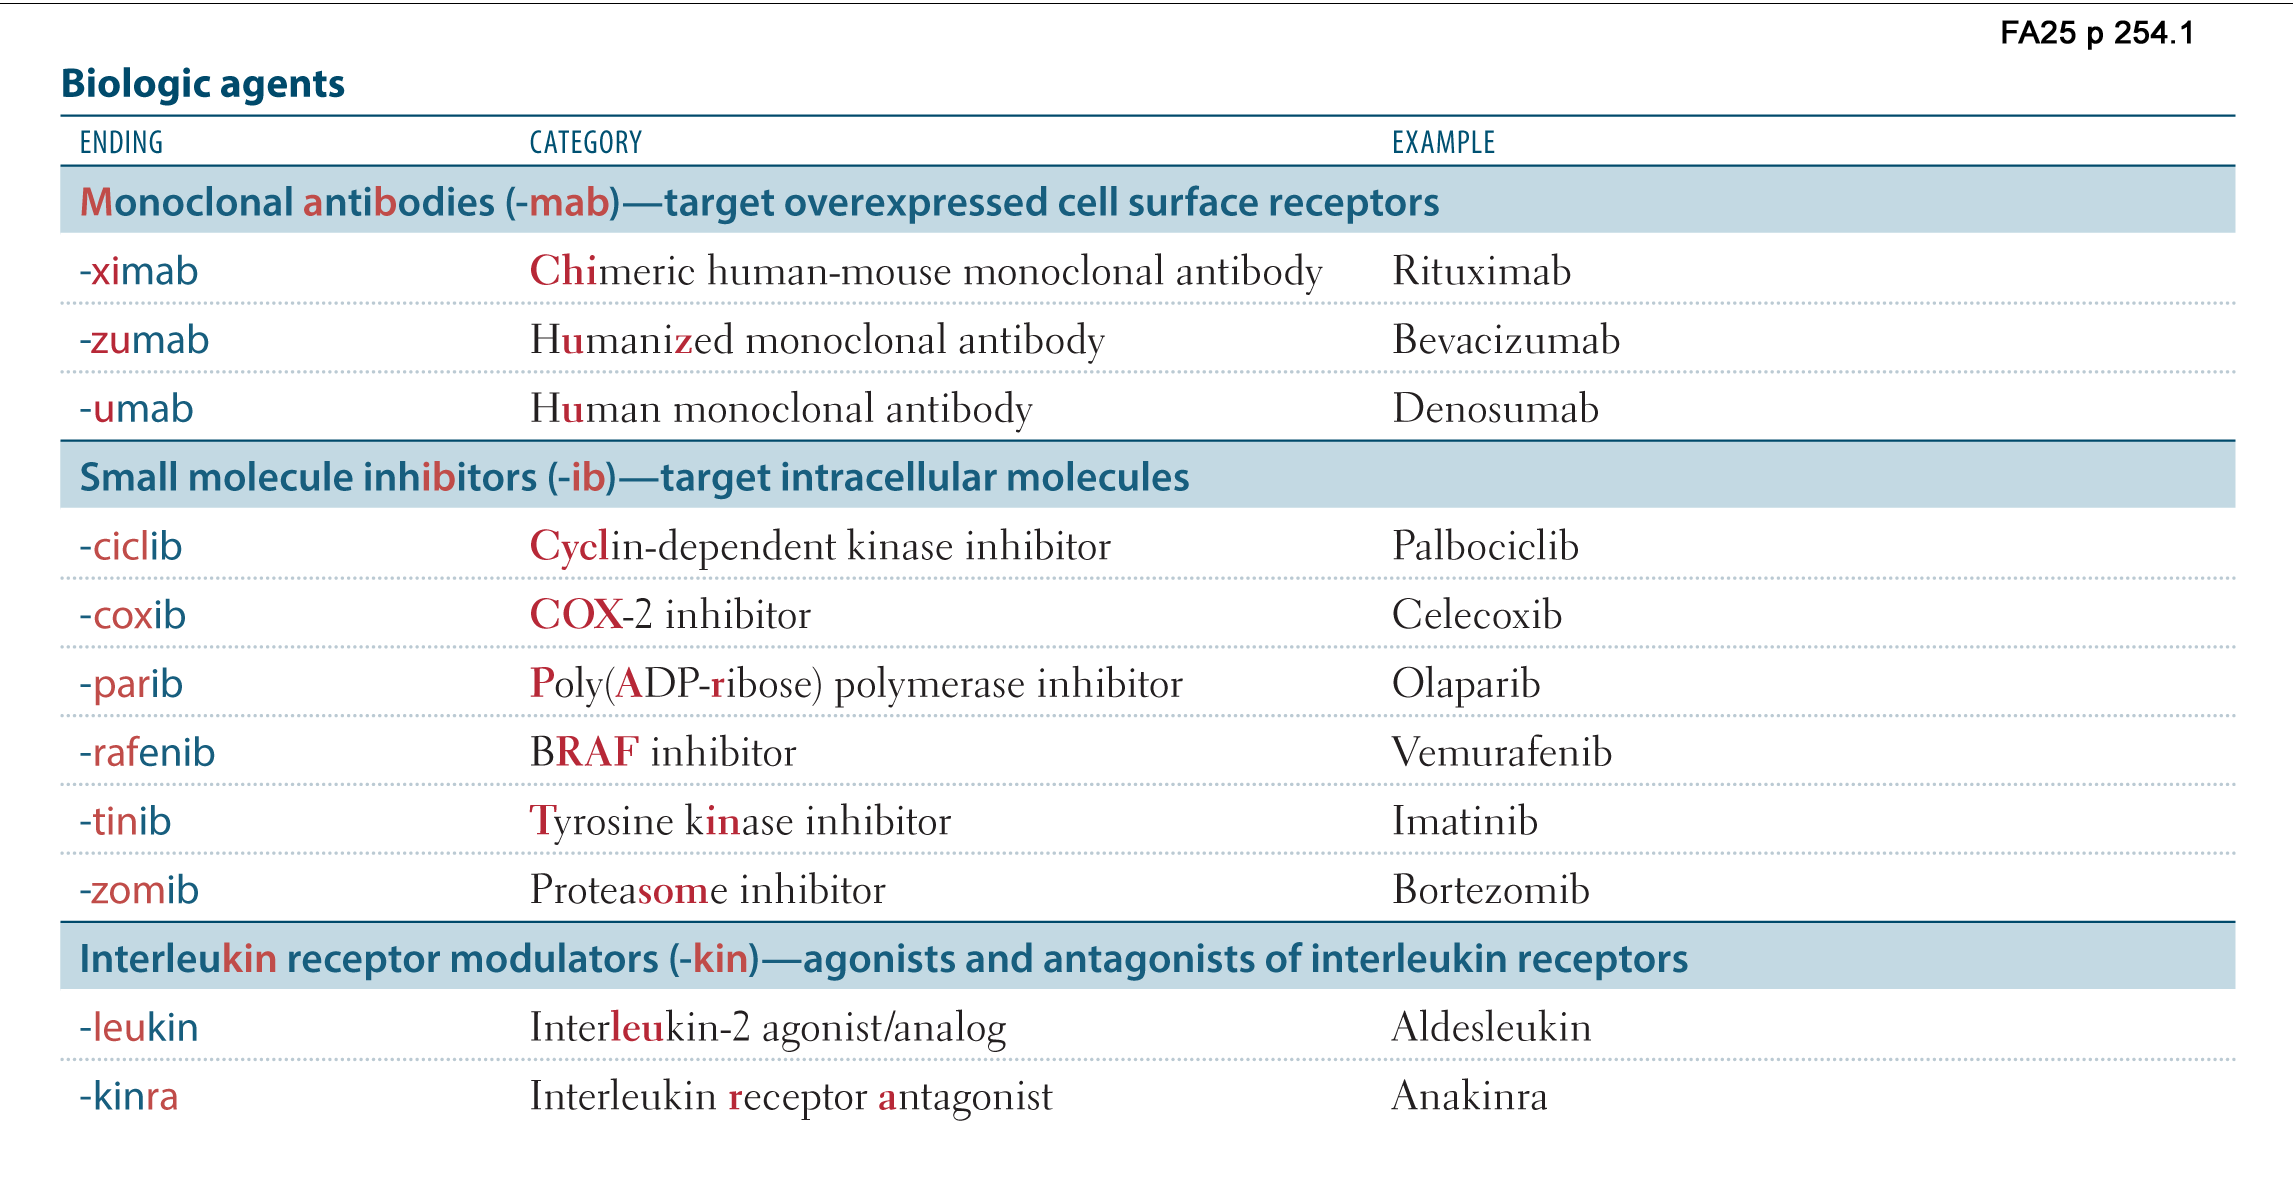 FA25 p 254.1
Biologic agents
ENDING CATEGORY EXAMPLE
Monoclonal antibodies (-mab)—target overexpressed cell surface receptors
-ximab Chimeric human-mouse monoclonal antibody Rituximab
-zumab Humanized monoclonal antibody Bevacizumab
-umab Human monoclonal antibody Denosumab
Small molecule inhibitors (-ib)—target intracellular molecules
-ciclib Cyclin-dependent kinase inhibitor Palbociclib
-coxib COX-2 inhibitor Celecoxib
-parib Poly(ADP-ribose) polymerase inhibitor Olaparib
-rafenib BRAF inhibitor Vemurafenib
-tinib Tyrosine kinase inhibitor Imatinib
-zomib Proteasome inhibitor Bortezomib
Interleukin receptor modulators (-kin)—agonists and antagonists of interleukin receptors
-leukin Interleukin-2 agonist/analog Aldesleukin
-kinra Interleukin receptor antagonist Anakinra